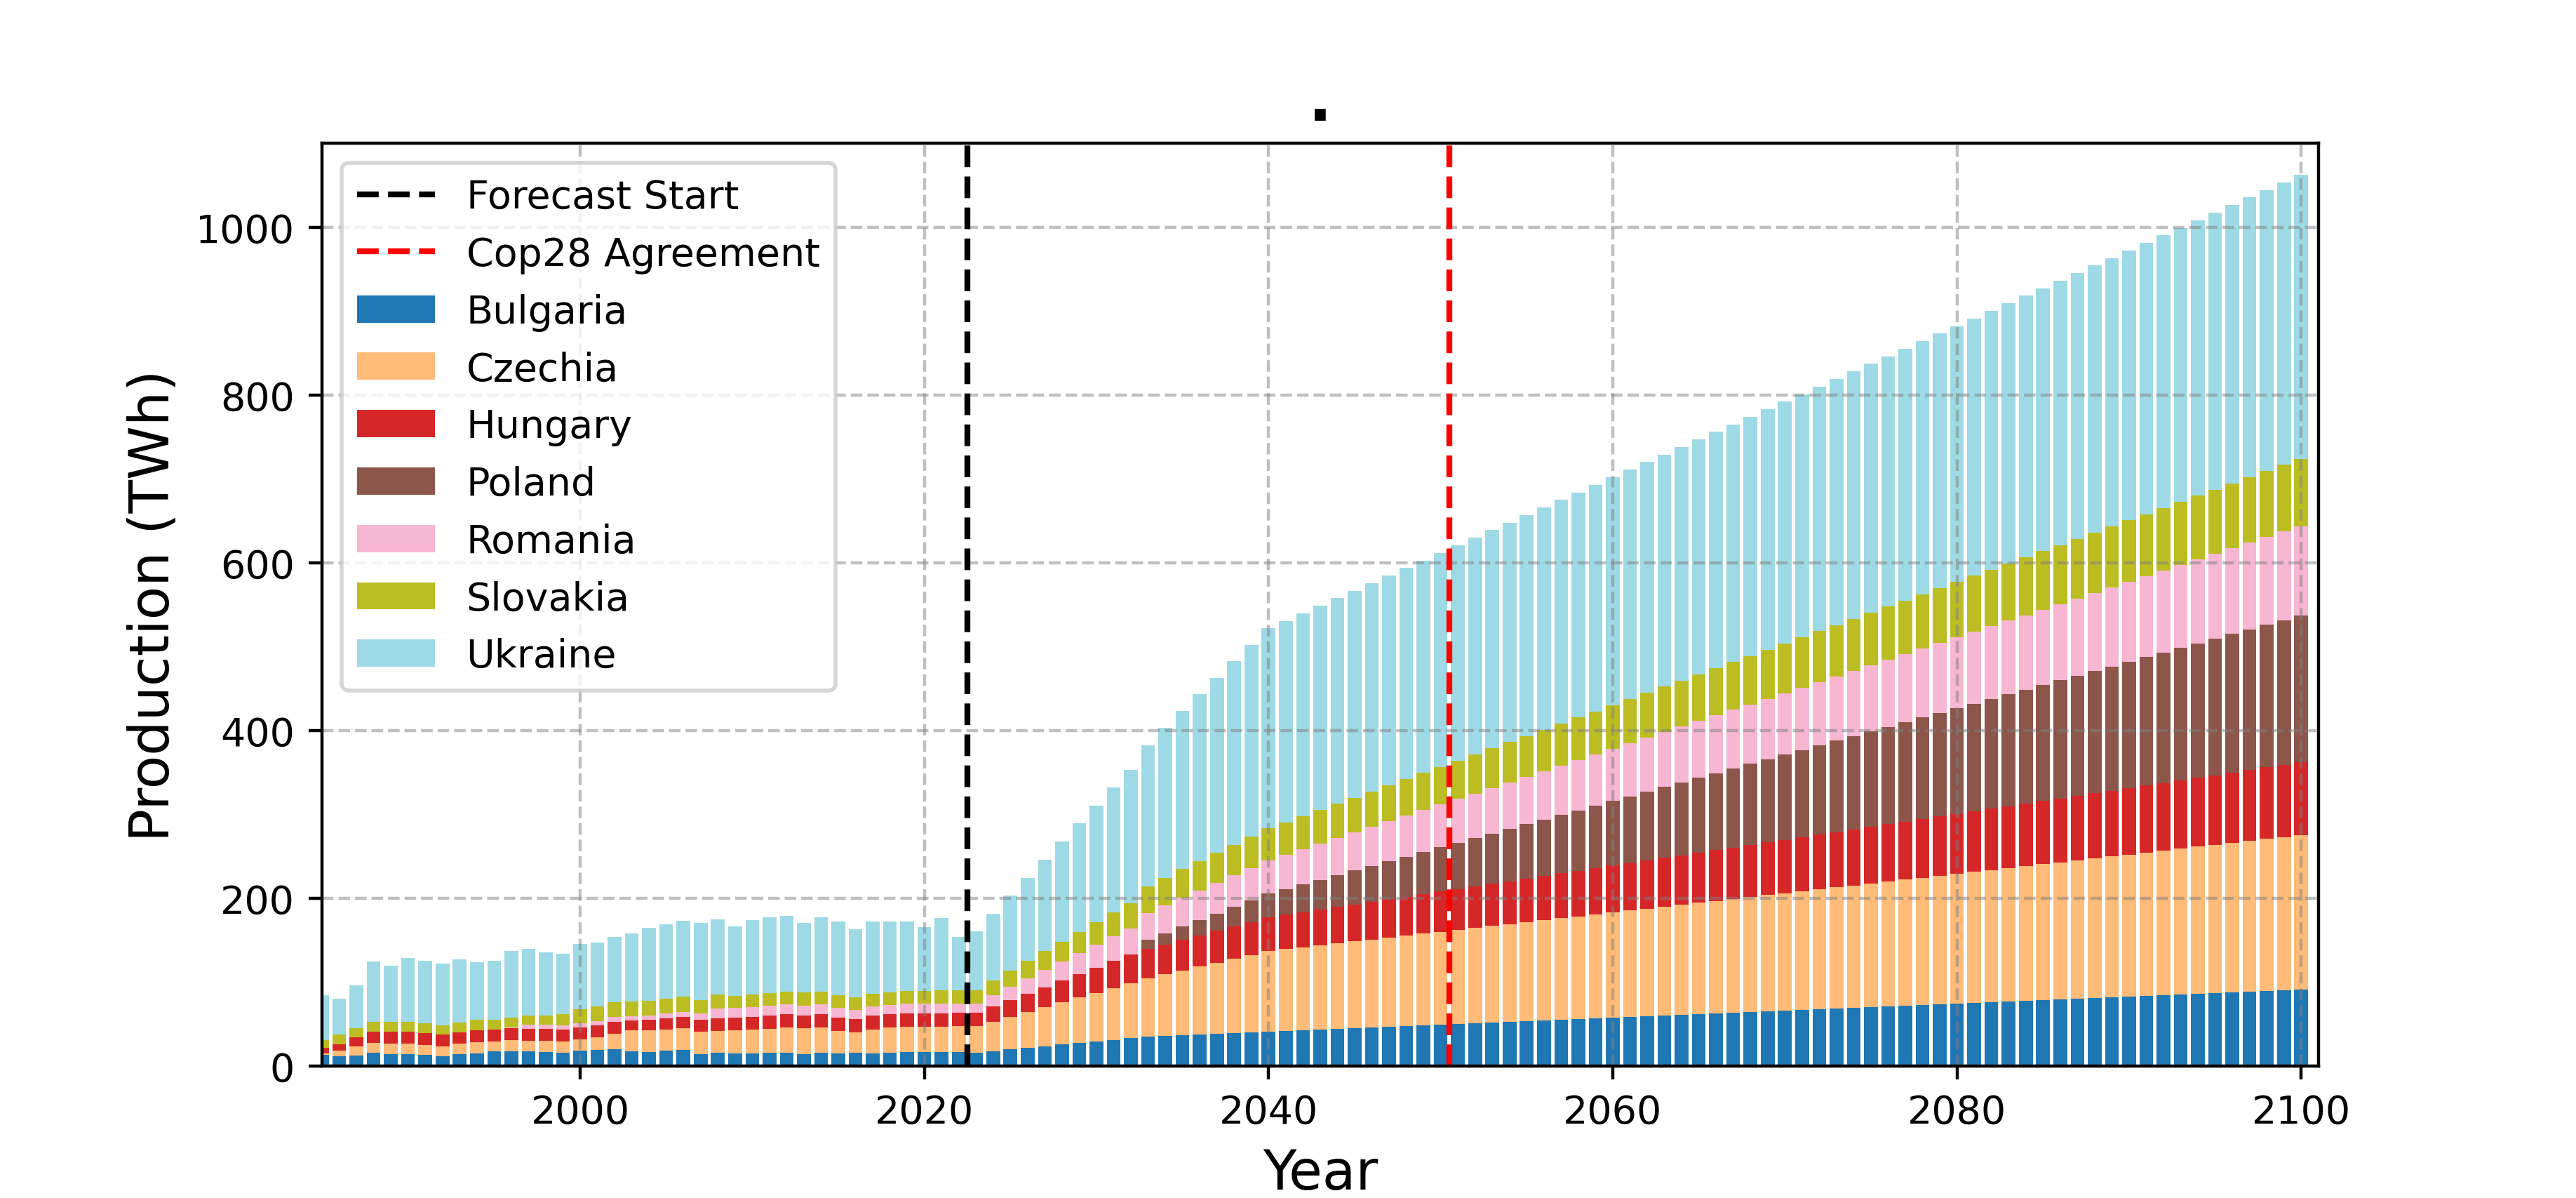 .
Forecast Start
Cop28 Agreement
Bulgaria
Czechia
Hungary
Poland
Romania
Slovakia
Ukraine
Production (TWh)
1000
800
600
400
200
0
2000 2020 2040 2060 2080 2100
Year